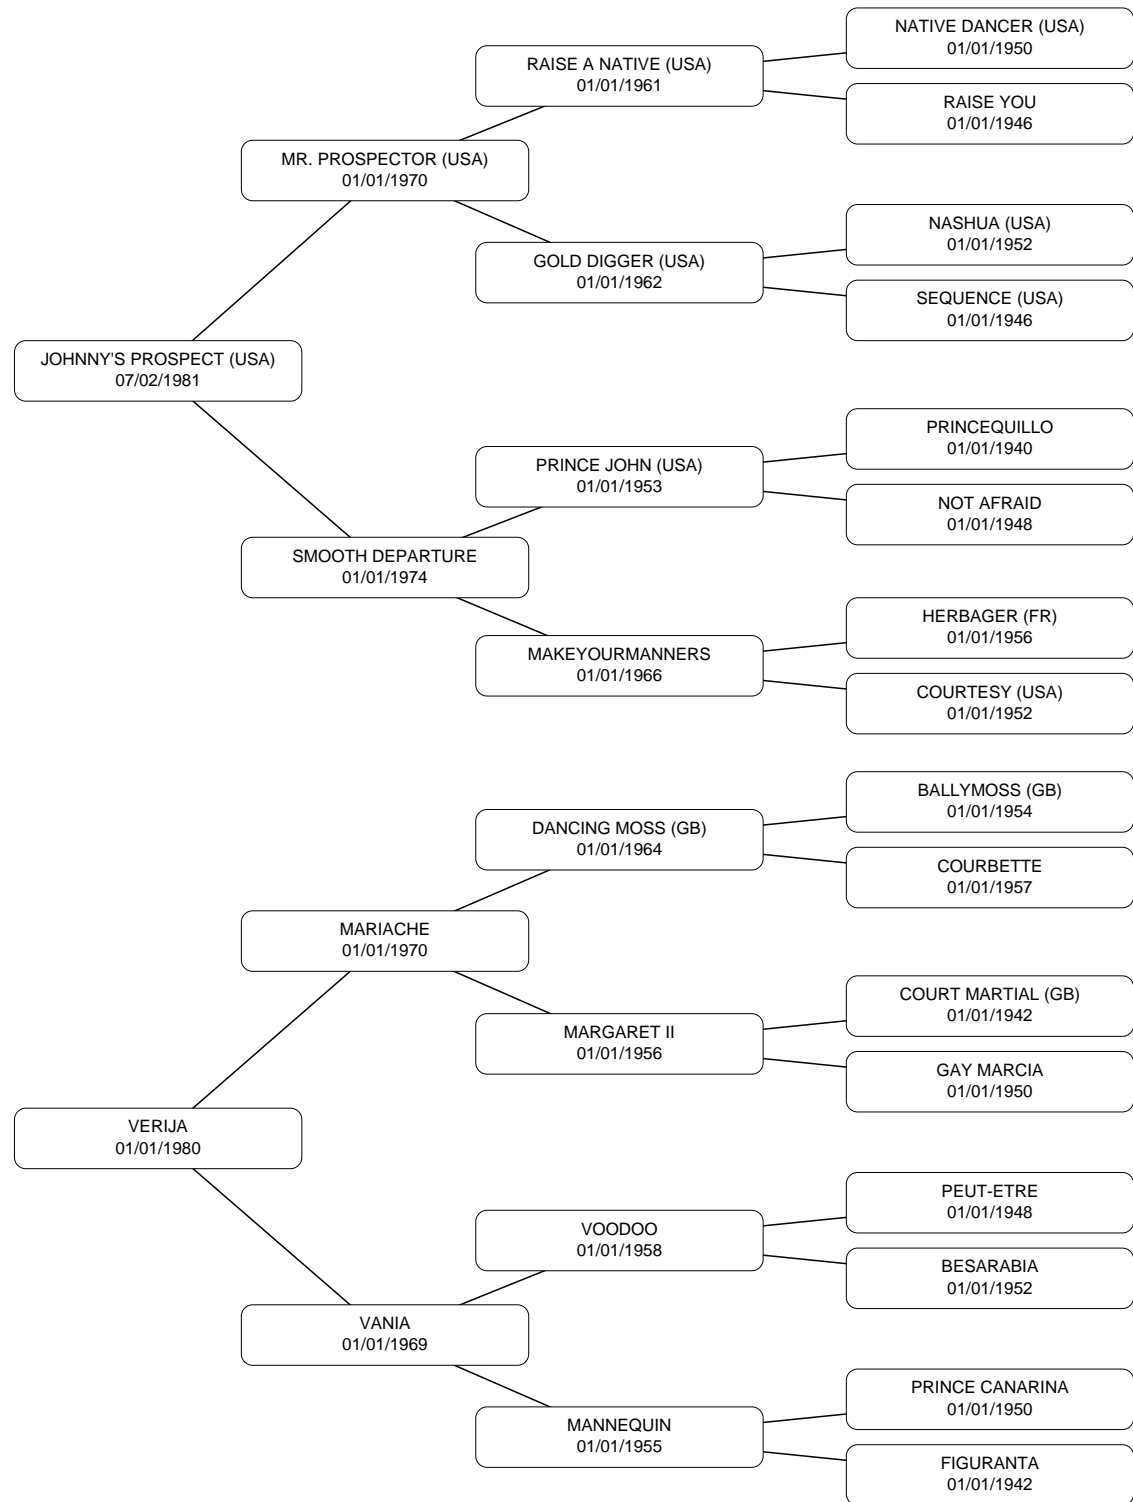 NATIVE DANCER (USA)
01/01/1950
RAISE A NATIVE (USA)
01/01/1961
RAISE YOU
01/01/1946
MR. PROSPECTOR (USA)
01/01/1970
NASHUA (USA)
01/01/1952
GOLD DIGGER (USA)
01/01/1962
SEQUENCE (USA)
01/01/1946
JOHNNY'S PROSPECT (USA)
07/02/1981
PRINCEQUILLO
01/01/1940
PRINCE JOHN (USA)
01/01/1953
NOT AFRAID
01/01/1948
SMOOTH DEPARTURE
01/01/1974
HERBAGER (FR)
01/01/1956
MAKEYOURMANNERS
01/01/1966
COURTESY (USA)
01/01/1952
BALLYMOSS (GB)
01/01/1954
DANCING MOSS (GB)
01/01/1964
COURBETTE
01/01/1957
MARIACHE
01/01/1970
COURT MARTIAL (GB)
01/01/1942
MARGARET II
01/01/1956
GAY MARCIA
01/01/1950
VERIJA
01/01/1980
PEUT-ETRE
01/01/1948
VOODOO
01/01/1958
BESARABIA
01/01/1952
VANIA
01/01/1969
PRINCE CANARINA
01/01/1950
MANNEQUIN
01/01/1955
FIGURANTA
01/01/1942